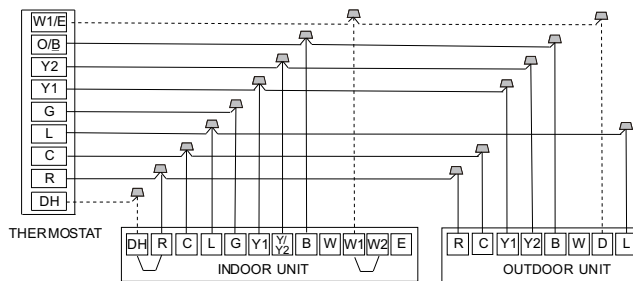 W1/E
O/B
Y2
Y1
G
L
C
R
DH
THERMOSTAT
DH R C L G Y1 Y/Y2 B W W1 W2 E
INDOOR UNIT
R C Y1 Y2 B W D L
OUTDOOR UNIT